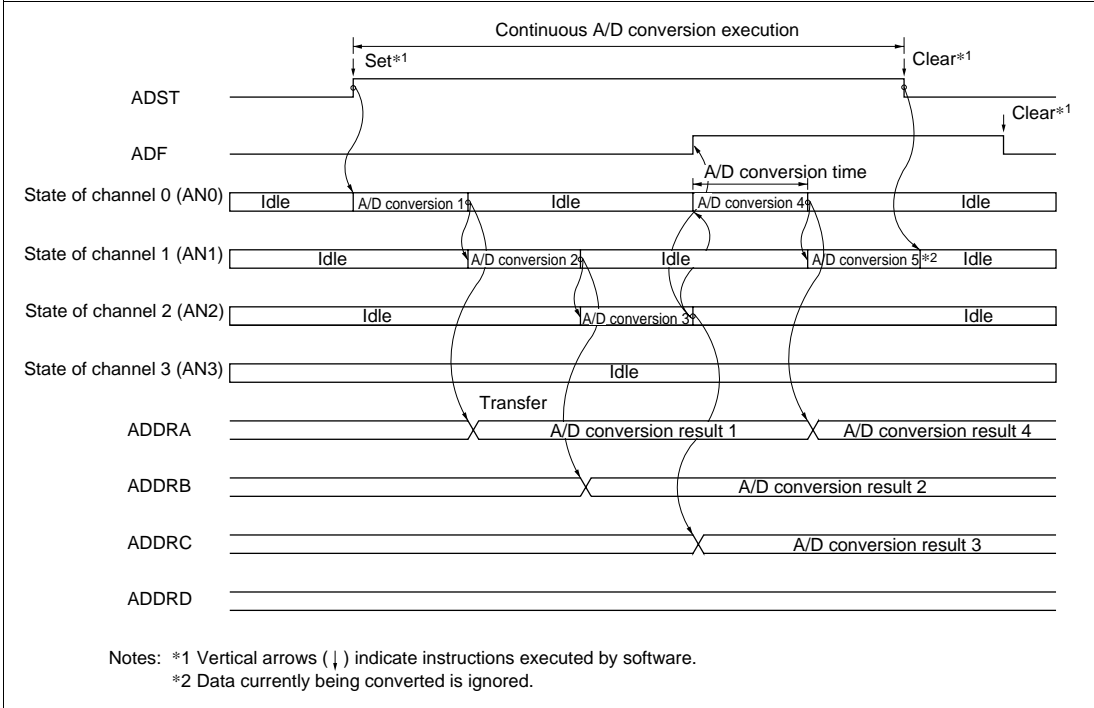 Continuous A/D conversion execution
Set*1
Clear*1
ADST
Clear*1
ADF
A/D conversion time
State of channel 0 (AN0)
Idle
A/D conversion 1
Idle
A/D conversion 4
Idle
State of channel 1 (AN1)
Idle
A/D conversion 2
Idle
A/D conversion 5
*2
Idle
State of channel 2 (AN2)
Idle
A/D conversion 3
Idle
State of channel 3 (AN3)
Idle
Transfer
ADDRA
A/D conversion result 1
A/D conversion result 4
ADDRB
A/D conversion result 2
ADDRC
A/D conversion result 3
ADDRD
Notes: *1 Vertical arrows (↓) indicate instructions executed by software.
*2 Data currently being converted is ignored.